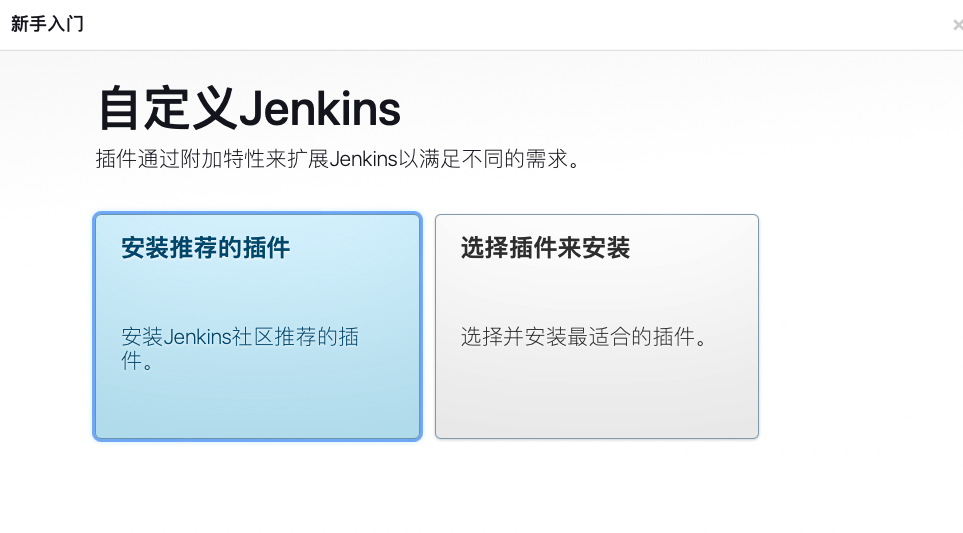 新手入门
×
自定义Jenkins
插件通过附加特性来扩展Jenkins以满足不同的需求。
安装推荐的插件
安装Jenkins社区推荐的插
件。
选择插件来安装
选择并安装最适合的插件。